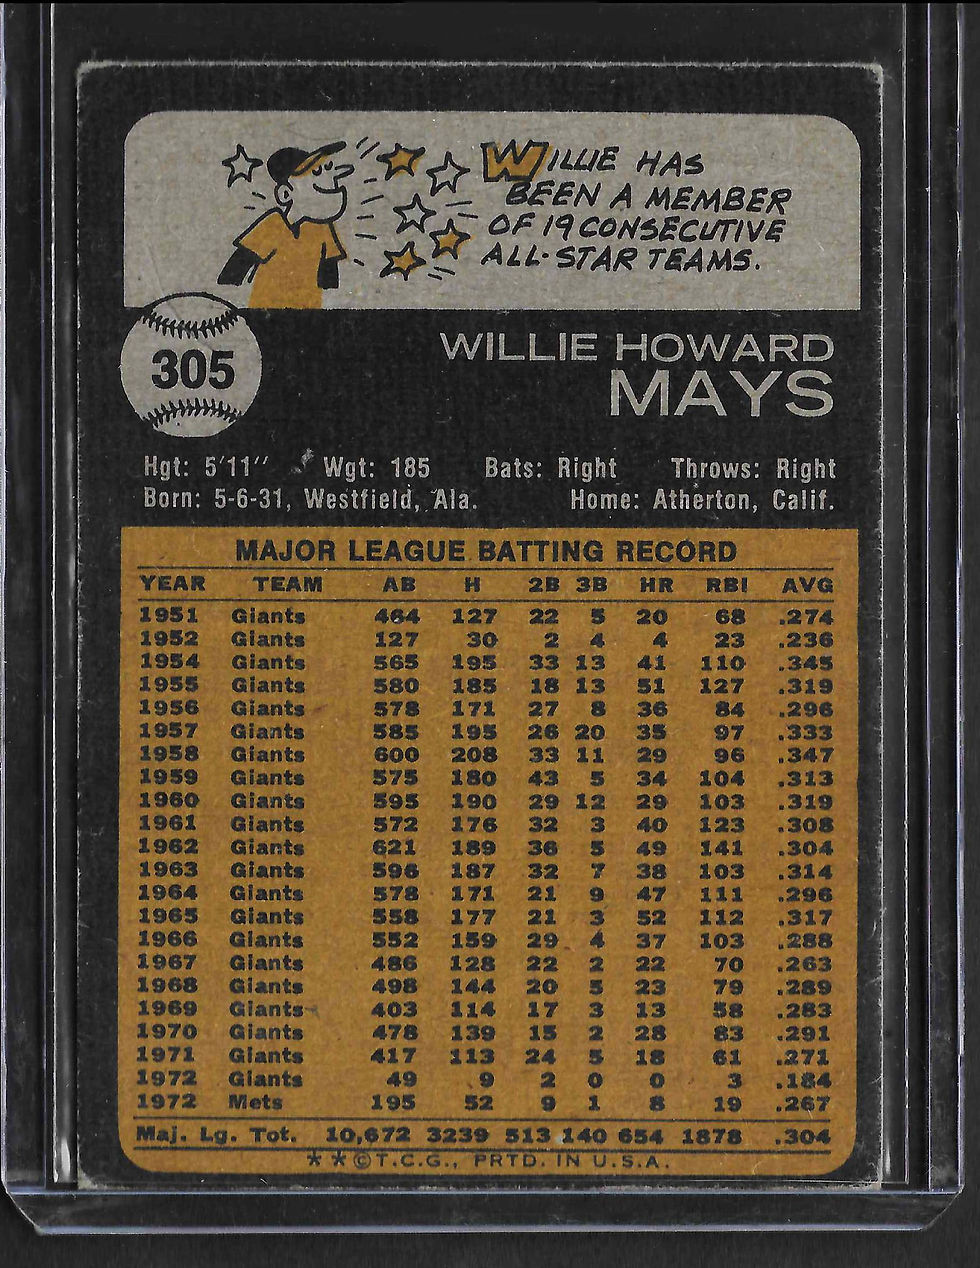 WILLIE HAS
BEEN A MEMBER
OF 19 CONSECUTIVE
ALL-STAR TEAMS.
305
WILLIE HOWARD
MAYS
Hgt: 5'11" Wgt: 185 Bats: Right Throws: Right
Born: 5-6-31, Westfield, Ala. Home: Atherton, Calif.
MAJOR LEAGUE BATTING RECORD
YEAR TEAM AB H 2B 3B HR RBI AVG
1951 Giants 464 127 22 5 20 68 .274
1952 Giants 127 30 2 4 4 23 .236
1954 Giants 565 195 33 13 41 110 .345
1955 Giants 580 185 18 13 51 127 .319
1956 Giants 578 171 27 8 36 84 .296
1957 Giants 585 195 26 20 35 97 .333
1958 Giants 600 208 33 11 29 96 .347
1959 Giants 575 180 43 5 34 104 .313
1960 Giants 595 190 29 12 29 103 .319
1961 Giants 572 176 32 3 40 123 .308
1962 Giants 621 189 36 5 49 141 .304
1963 Giants 596 187 32 7 38 103 .314
1964 Giants 578 171 21 9 47 111 .296
1965 Giants 558 177 21 3 52 112 .317
1966 Giants 552 159 29 4 37 103 .288
1967 Giants 486 128 22 2 22 70 .263
1968 Giants 498 144 20 5 23 79 .289
1969 Giants 403 114 17 3 13 58 .283
1970 Giants 478 139 15 2 28 83 .291
1971 Giants 417 113 24 5 18 61 .271
1972 Giants 49 9 2 0 0 3 .184
1972 Mets 195 52 9 1 8 19 .267
Maj. Lg. Tot. 10,672 3239 513 140 654 1878 .304
**©T.C.G., PRTD. IN U.S.A.